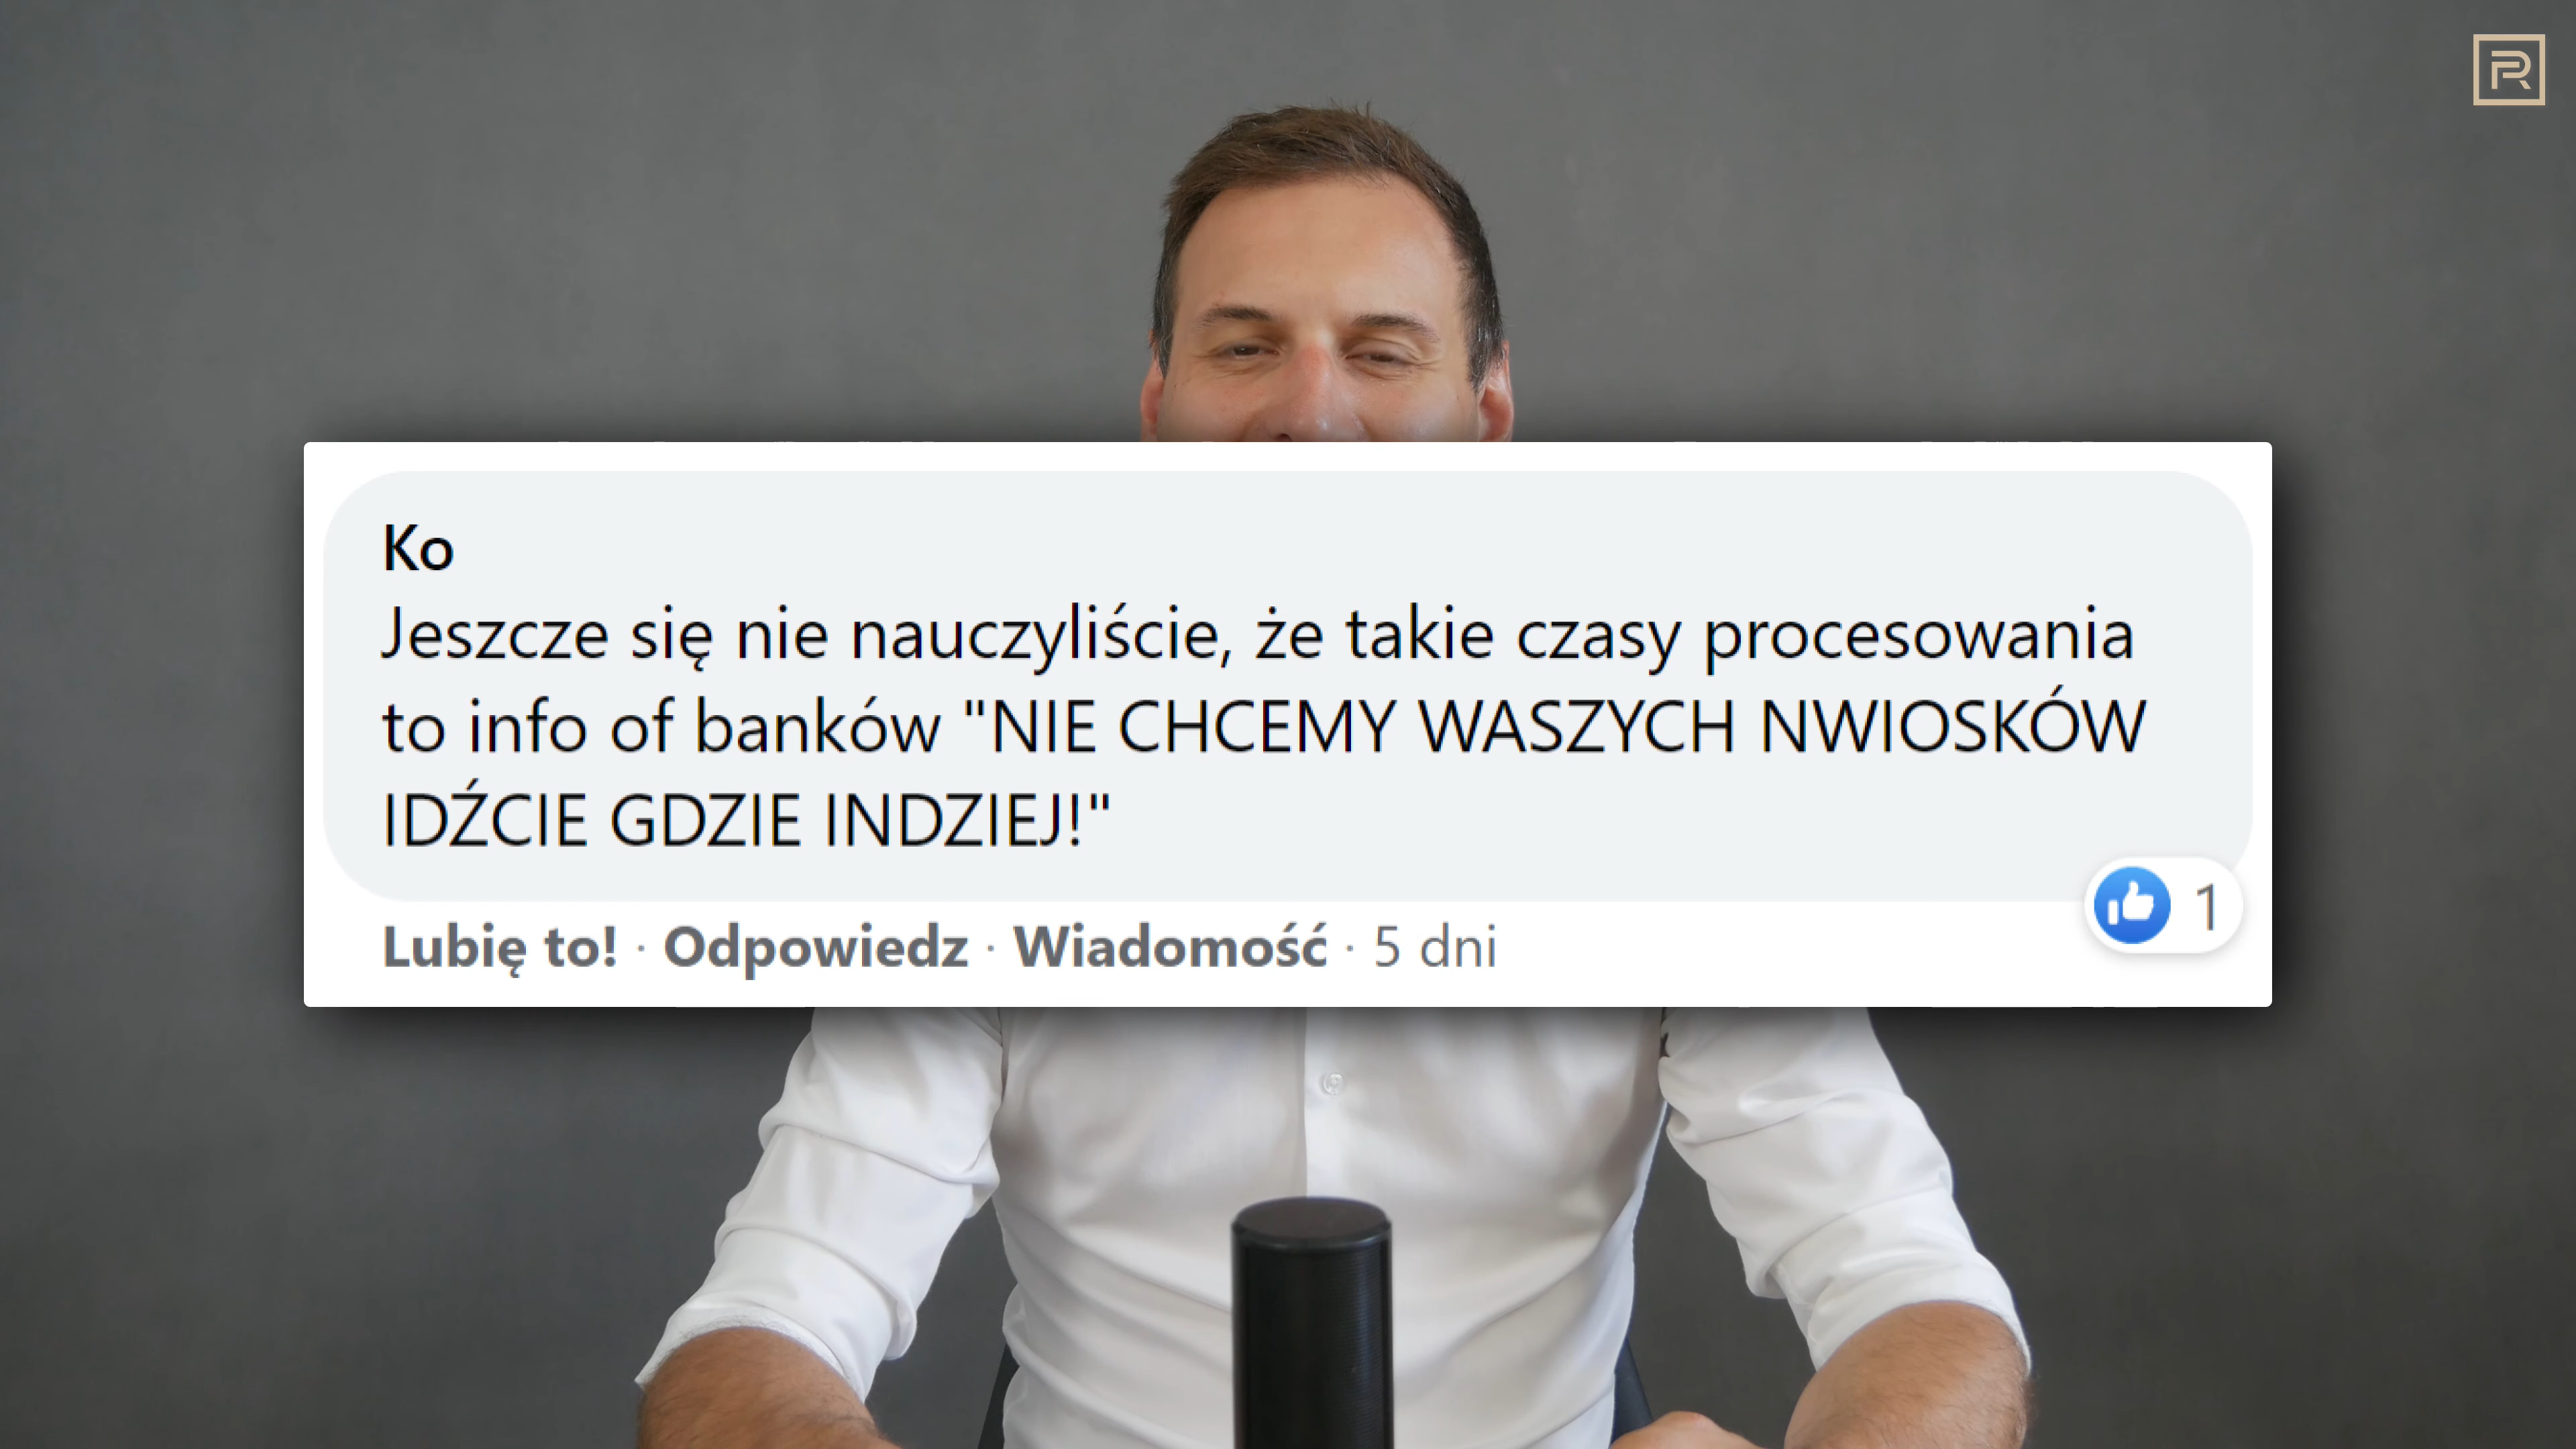 Ko
Jeszcze się nie nauczyliście, że takie czasy procesowania
to info of banków "NIE CHCEMY WASZYCH NWIOSKÓW
IDŹCIE GDZIE INDZIEJ!"
1
Lubię to! · Odpowiedz · Wiadomość · 5 dni